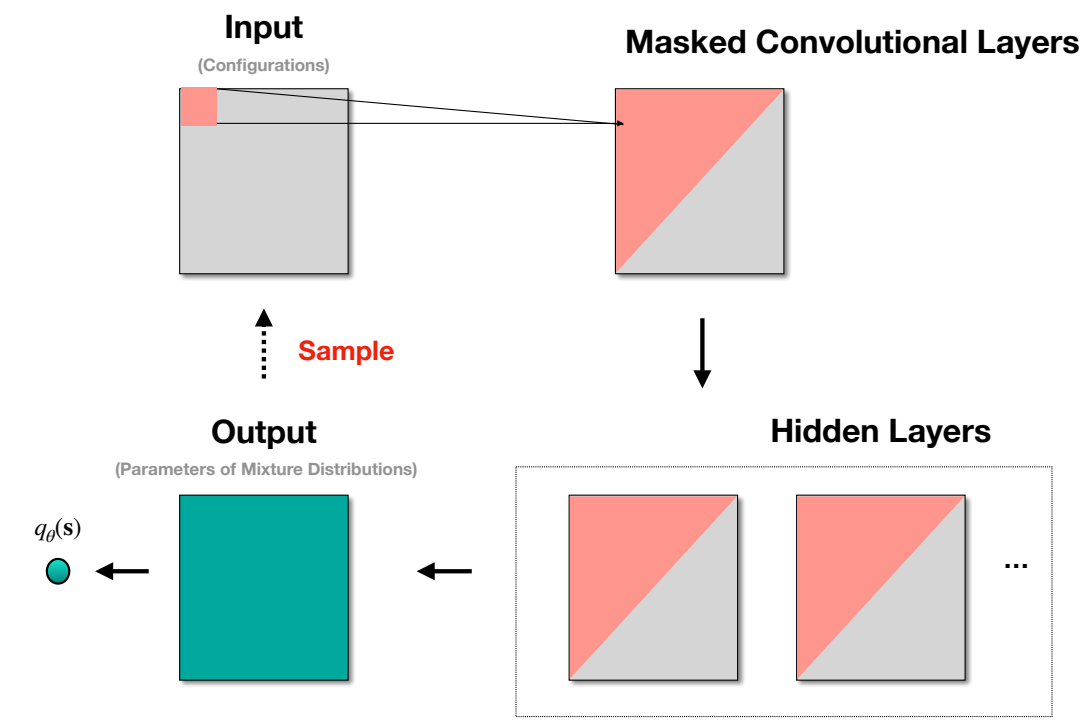 Input
(Configurations)
Masked Convolutional Layers
Sample
Output
(Parameters of Mixture Distributions)
Hidden Layers
qθ(s)
...